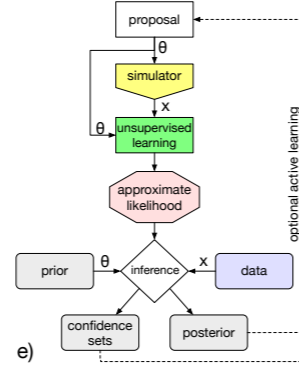 proposal
θ
simulator
x
θ
unsupervised
learning
approximate
likelihood
prior
θ
inference
x
data
confidence
sets
posterior
e)
optional active learning